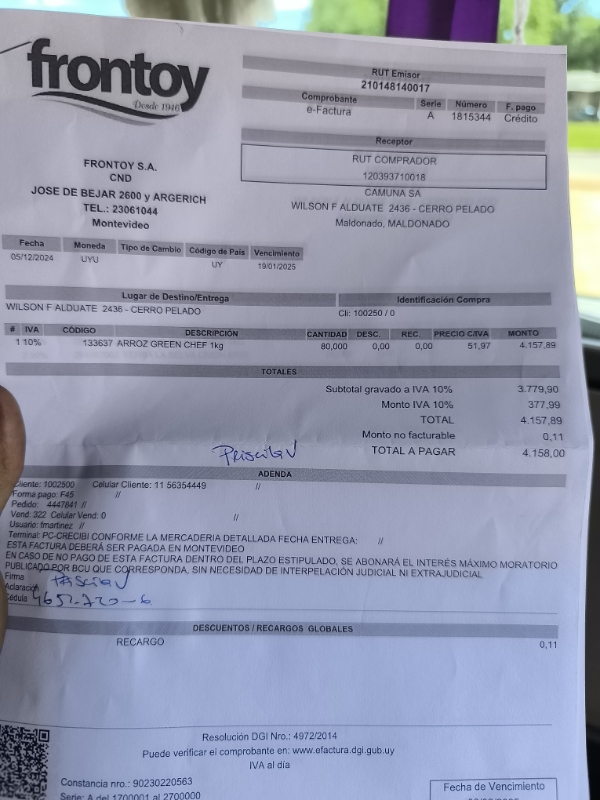 frontoy
Desde 1946
FRONTOY S.A.
CND
JOSE DE BEJAR 2600 y ARGERICH
TEL.: 23061044
Montevideo
RUT Emisor
210148140017
Comprobante Serie Número F. pago
e-Factura A 1815344 Crédito
Receptor
RUT COMPRADOR
120393710018
CAMUNA SA
WILSON F ALDUATE 2436 - CERRO PELADO
Maldonado, MALDONADO
Fecha Moneda Tipo de Cambio Código de País Vencimiento
05/12/2024 UYU UY 19/01/2025
Lugar de Destino/Entrega Identificación Compra
WILSON F ALDUATE 2436 - CERRO PELADO Cli: 100250 / 0
# IVA CÓDIGO DESCRIPCIÓN CANTIDAD DESC. REC. PRECIO C/IVA MONTO
1 10% 133637 ARROZ GREEN CHEF 1kg 80,000 0,00 0,00 51,97 4.157,89
TOTALES
Subtotal gravado a IVA 10% 3.779,90
Monto IVA 10% 377,99
TOTAL 4.157,89
Monto no facturable 0,11
TOTAL A PAGAR 4.158,00
Priscila V
ADENDA
Cliente: 1002500 Celular Cliente: 11 56354449 //
Forma pago: F45 //
Pedido: 4447841 //
Vend: 322 Celular Vend: 0 //
Usuario: fmartinez //
Terminal: PC-CRECIBI CONFORME LA MERCADERIA DETALLADA FECHA ENTREGA: //
ESTA FACTURA DEBERÁ SER PAGADA EN MONTEVIDEO
EN CASO DE NO PAGO DE ESTA FACTURA DENTRO DEL PLAZO ESTIPULADO, SE ABONARÁ EL INTERÉS MÁXIMO MORATORIO
PUBLICADO POR BCU QUE CORRESPONDA, SIN NECESIDAD DE INTERPELACIÓN JUDICIAL NI EXTRAJUDICIAL
Firma
Aclaración
Cédula 4652.720-6
DESCUENTOS / RECARGOS GLOBALES
RECARGO 0,11
Resolución DGI Nro.: 4972/2014
Puede verificar el comprobante en: www.efactura.dgi.gub.uy
IVA al día
Constancia nro.: 90230220563
Serie: A del 1700001 al 2700000
Fecha de Vencimiento